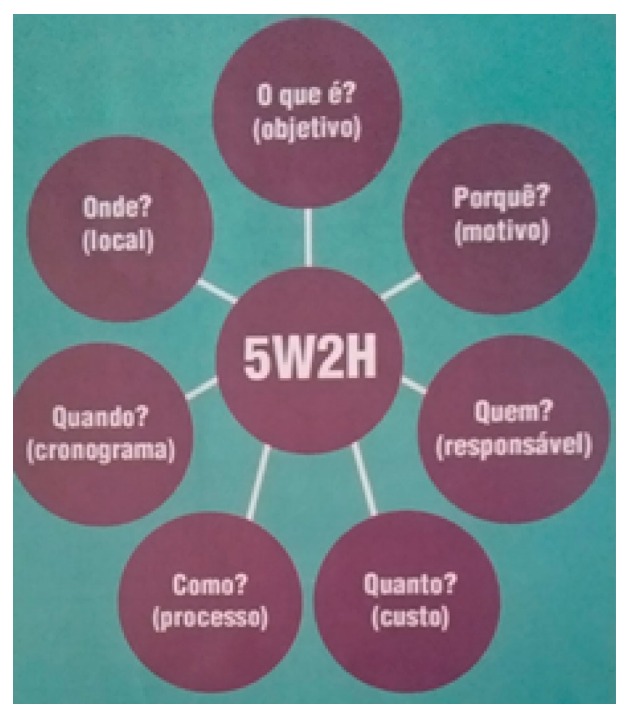 O que é?
(objetivo)
Porquê?
(motivo)
Quem?
(responsável)
Quanto?
(custo)
Como?
(processo)
Quando?
(cronograma)
Onde?
(local)
5W2H